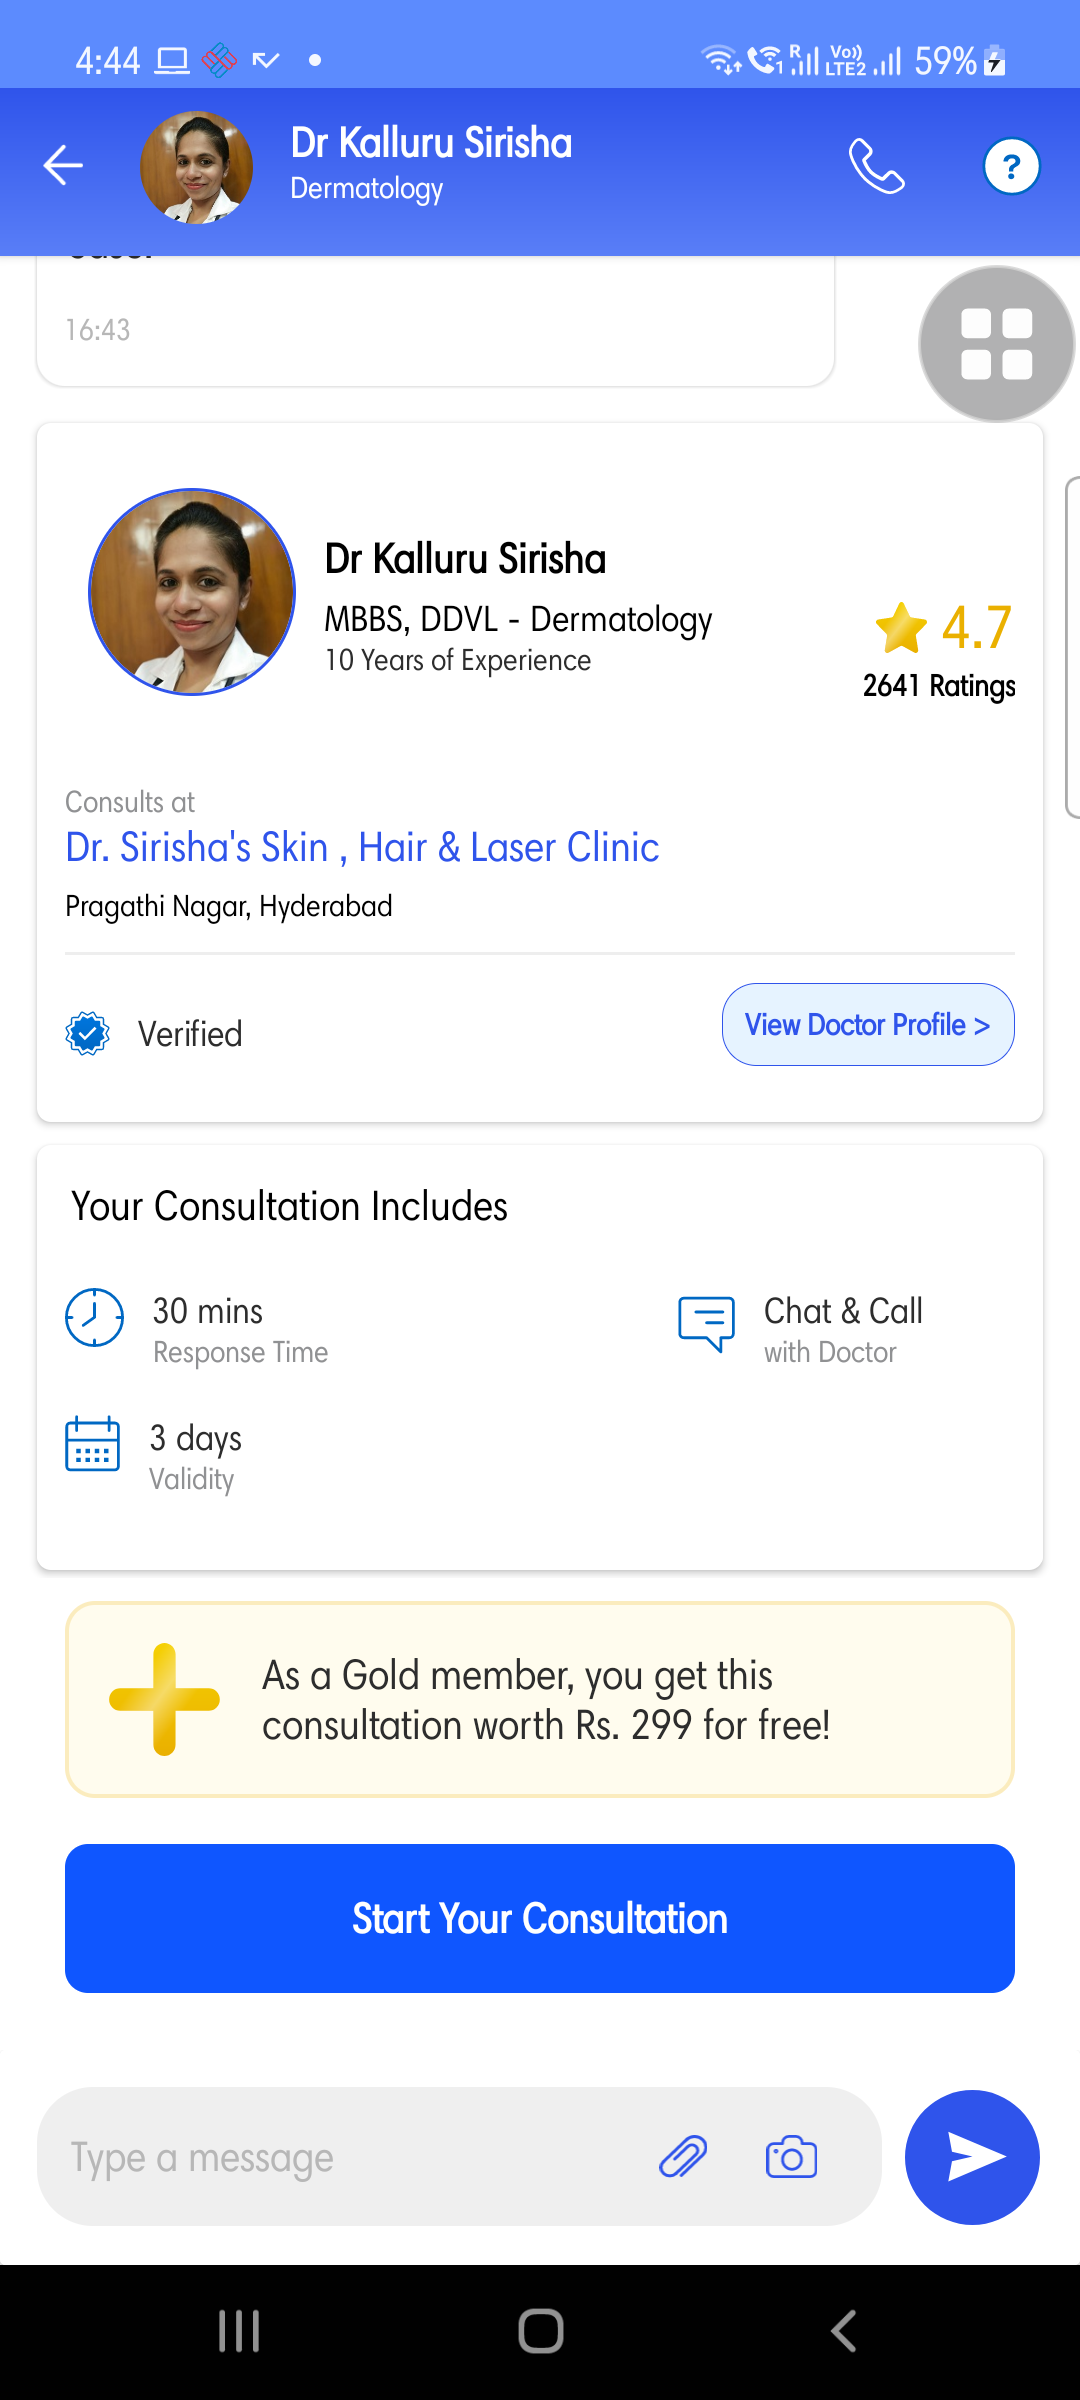 4:44
R
Vo))
LTE2
1
59%
Dr Kalluru Sirisha
Dermatology
?
16:43
Dr Kalluru Sirisha
MBBS, DDVL - Dermatology
10 Years of Experience
4.7
2641 Ratings
Consults at
Dr. Sirisha's Skin , Hair & Laser Clinic
Pragathi Nagar, Hyderabad
Verified
View Doctor Profile >
Your Consultation Includes
30 mins
Response Time
Chat & Call
with Doctor
3 days
Validity
As a Gold member, you get this
consultation worth Rs. 299 for free!
Start Your Consultation
Type a message